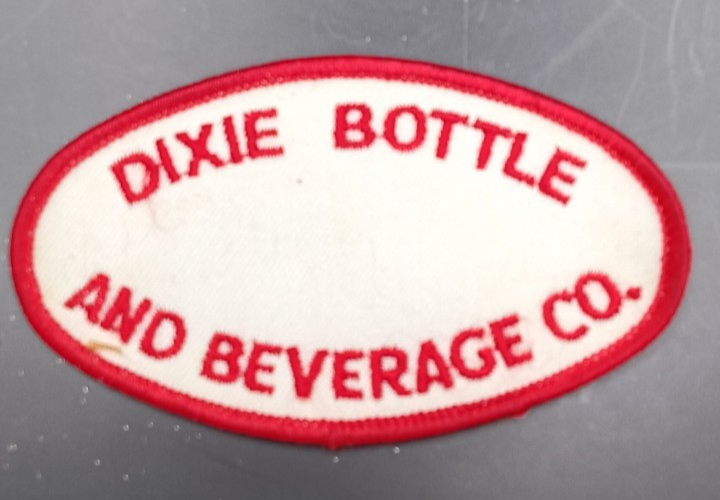 DIXIE BOTTLE
AND BEVERAGE CO.